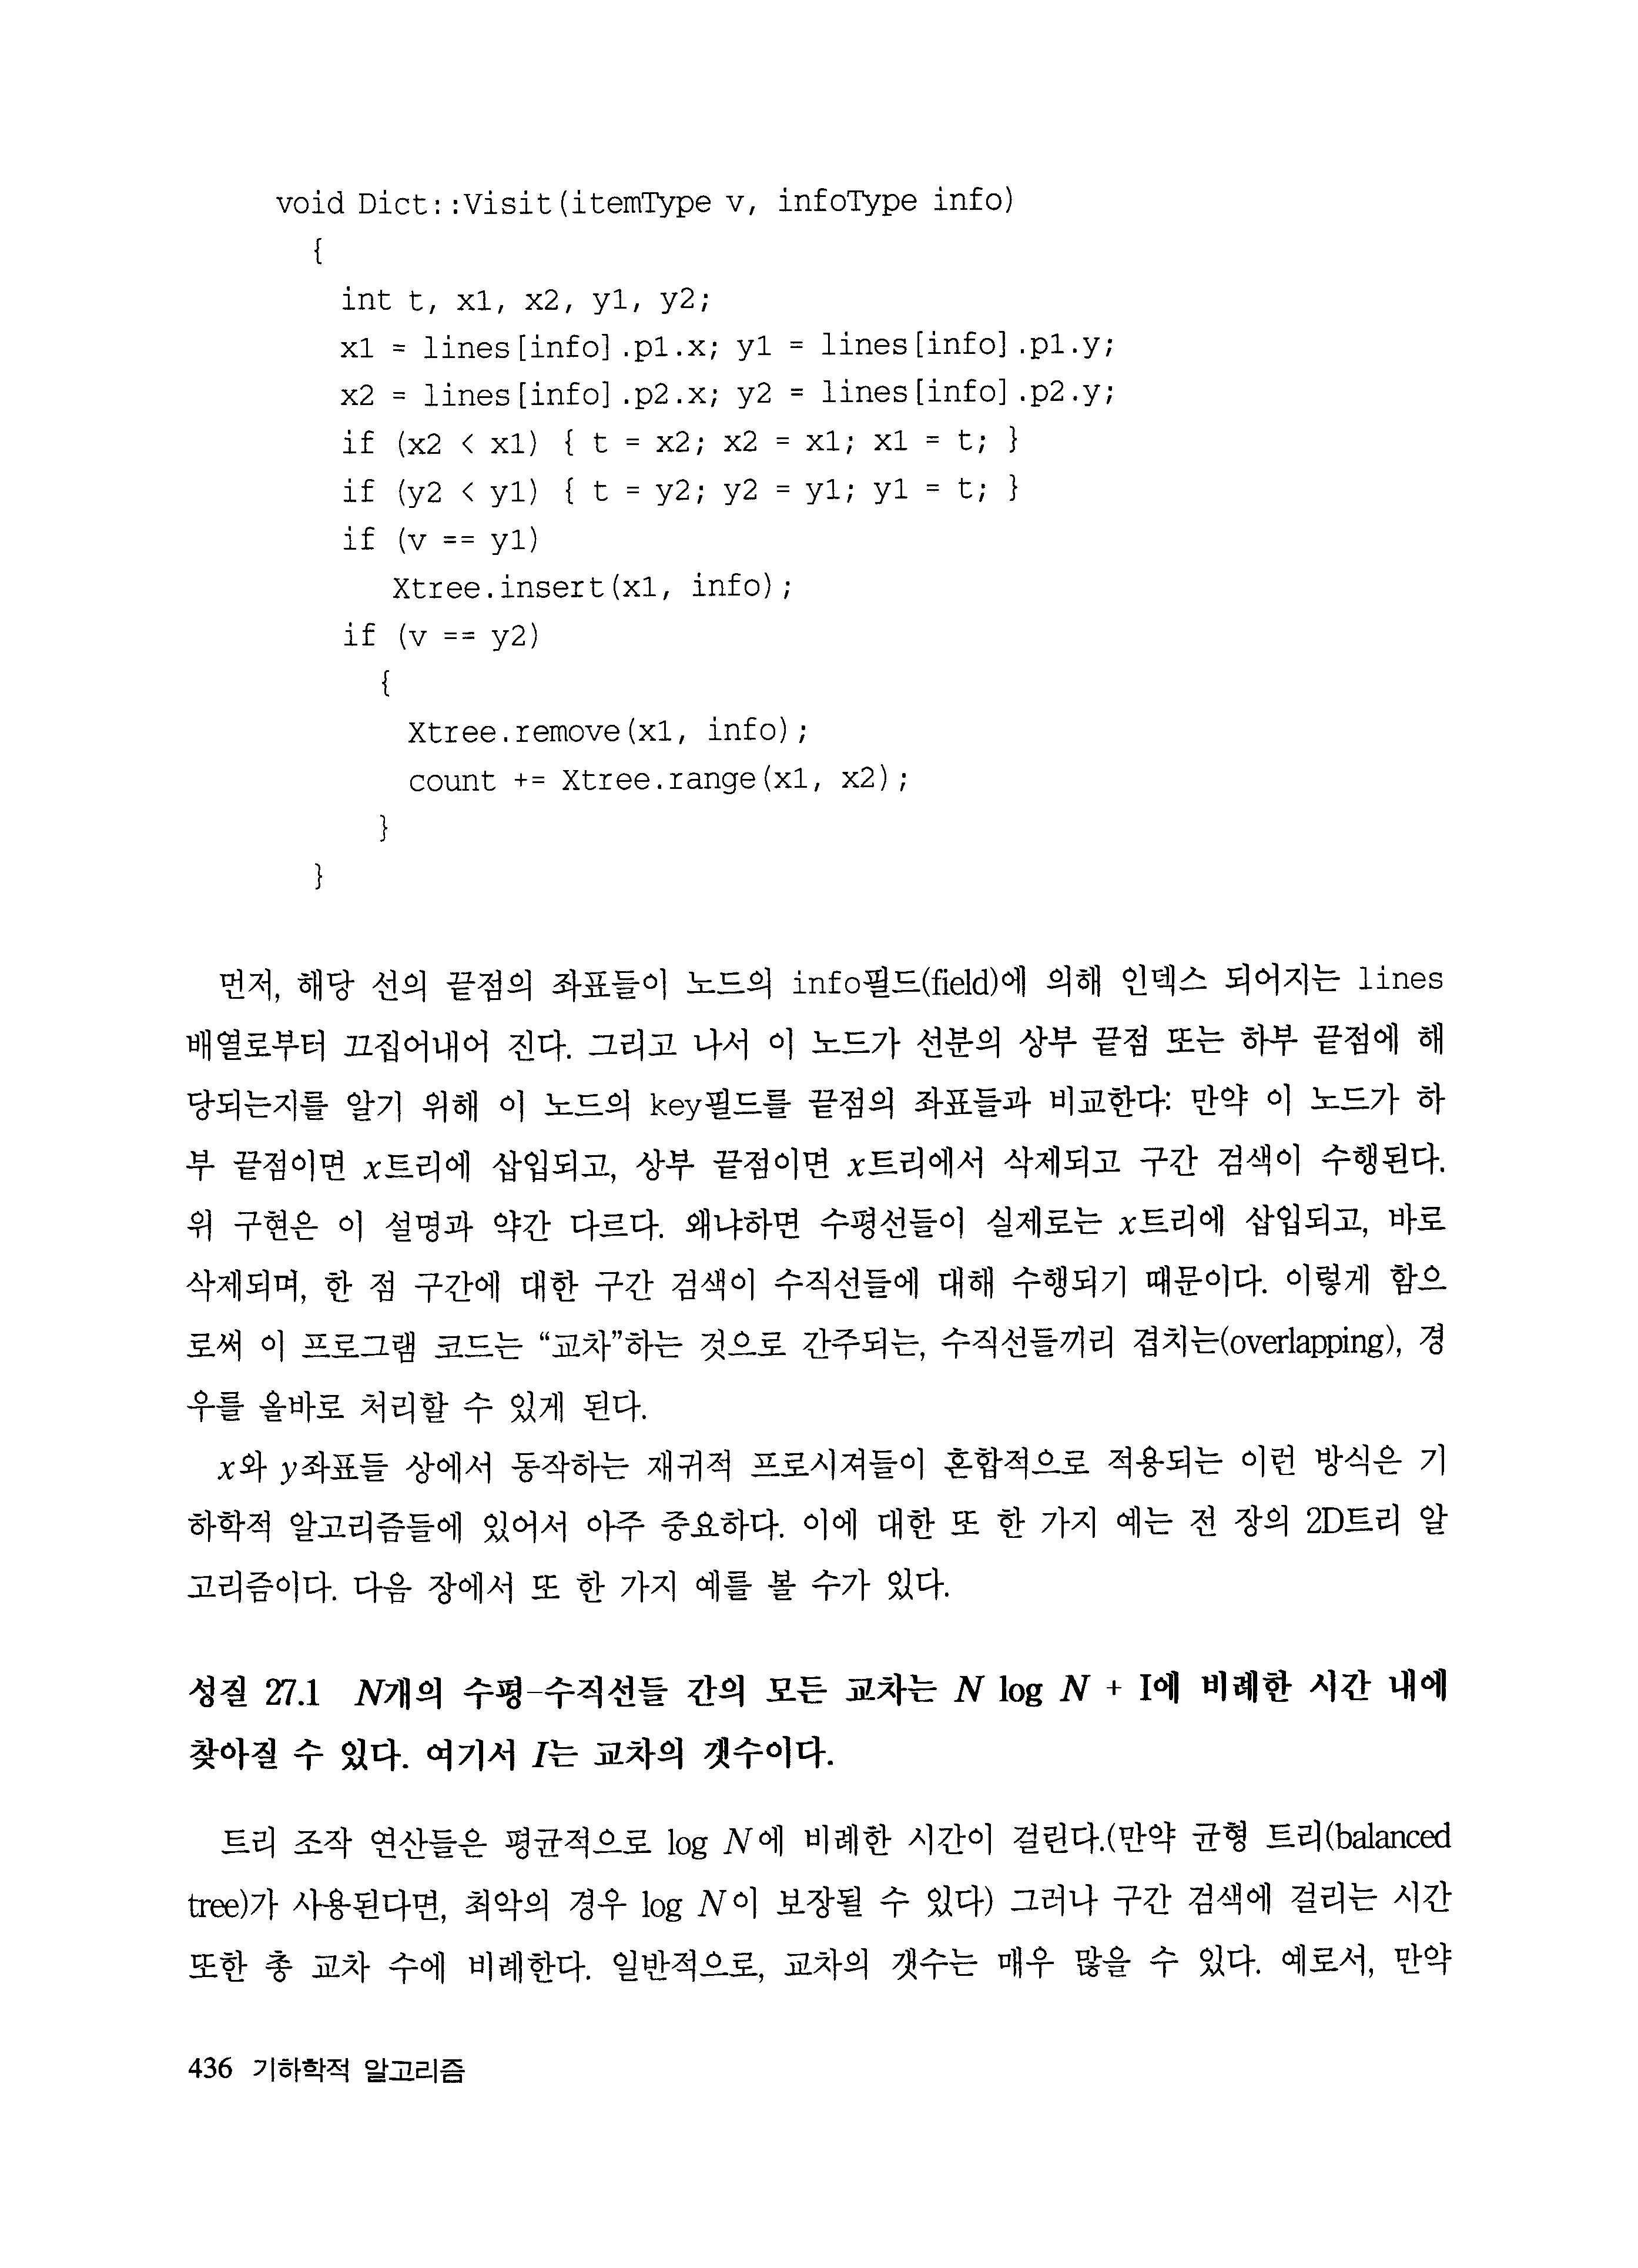 void Dict::Visit(itemType v, infoType info)
{
int t, x1, x2, y1, y2;
x1 = lines[info].p1.x; y1 = lines[info].p1.y;
x2 = lines[info].p2.x; y2 = lines[info].p2.y;
if (x2 < x1) { t = x2; x2 = x1; x1 = t; }
if (y2 < y1) { t = y2; y2 = y1; y1 = t; }
if (v == y1)
Xtree.insert(x1, info);
if (v == y2)
{
Xtree.remove(x1, info);
count += Xtree.range(x1, x2);
}
}
먼저, 해당 선의 끝점의 좌표들이 노드의 info필드(field)에 의해 인덱스 되어지는 lines
배열로부터 끄집어내어 진다. 그리고 나서 이 노드가 선분의 상부 끝점 또는 하부 끝점에 해
당되는지를 알기 위해 이 노드의 key필드를 끝점의 좌표들과 비교한다: 만약 이 노드가 하
부 끝점이면 x트리에 삽입되고, 상부 끝점이면 x트리에서 삭제되고 구간 검색이 수행된다.
위 구현은 이 설명과 약간 다르다. 왜냐하면 수평선들이 실제로는 x트리에 삽입되고, 바로
삭제되며, 한 점 구간에 대한 구간 검색이 수직선들에 대해 수행되기 때문이다. 이렇게 함으
로써 이 프로그램 코드는 “교차”하는 것으로 간주되는, 수직선들끼리 겹치는(overlapping), 경
우를 올바로 처리할 수 있게 된다.
x와 y좌표들 상에서 동작하는 재귀적 프로시져들이 혼합적으로 적용되는 이런 방식은 기
하학적 알고리즘들에 있어서 아주 중요하다. 이에 대한 또 한 가지 예는 전 장의 2D트리 알
고리즘이다. 다음 장에서 또 한 가지 예를 볼 수가 있다.
성질 27.1 N개의 수평-수직선들 간의 모든 교차는 N log N + I에 비례한 시간 내에
찾아질 수 있다. 여기서 I는 교차의 갯수이다.
트리 조작 연산들은 평균적으로 log N에 비례한 시간이 걸린다.(만약 균형 트리(balanced
tree)가 사용된다면, 최악의 경우 log N이 보장될 수 있다) 그러나 구간 검색에 걸리는 시간
또한 총 교차 수에 비례한다. 일반적으로, 교차의 갯수는 매우 많을 수 있다. 예로서, 만약
436 기하학적 알고리즘